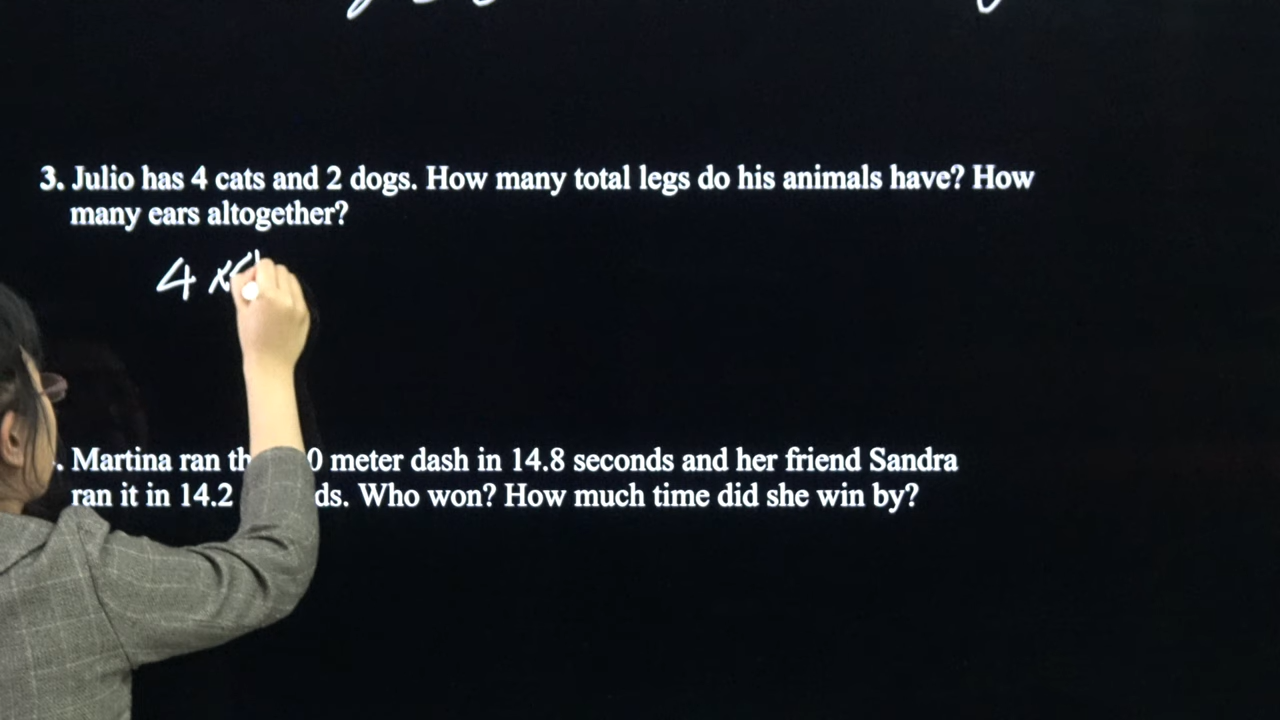 3. Julio has 4 cats and 2 dogs. How many total legs do his animals have? How
many ears altogether?
4 ×
. Martina ran 0 meter dash in 14.8 seconds and her friend Sandra
ran it in 14.2 ds. Who won? How much time did she win by?